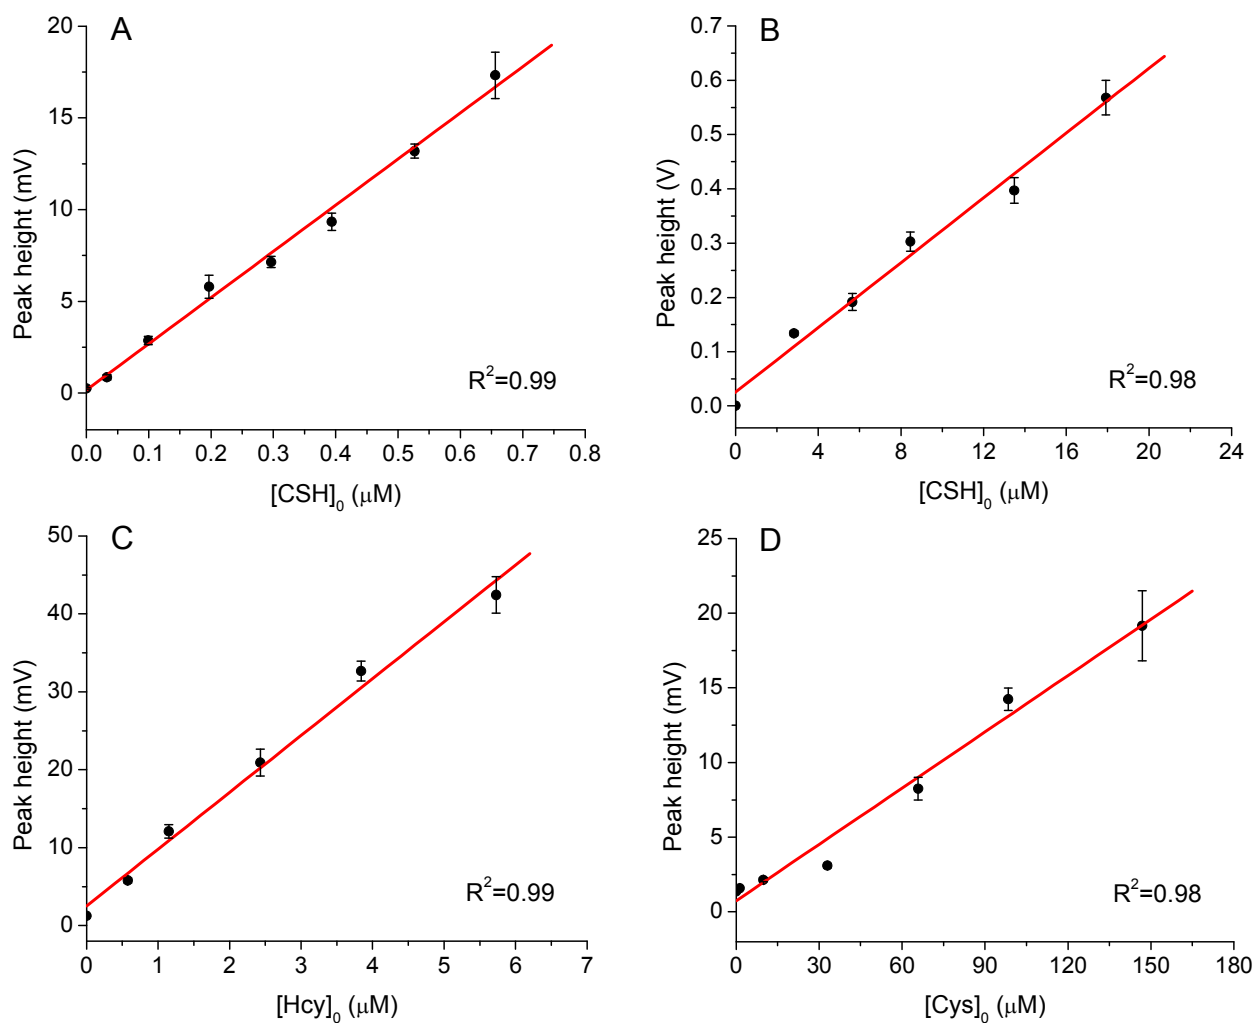 A
Peak height (mV)
20
15
10
5
0
R²=0.99
0.0 0.1 0.2 0.3 0.4 0.5 0.6 0.7 0.8
[CSH]₀ (μM)
B
Peak height (V)
0.7
0.6
0.5
0.4
0.3
0.2
0.1
0.0
R²=0.98
0 4 8 12 16 20 24
[CSH]₀ (μM)
C
Peak height (mV)
50
40
30
20
10
0
R²=0.99
0 1 2 3 4 5 6 7
[Hcy]₀ (μM)
D
Peak height (mV)
25
20
15
10
5
0
R²=0.98
0 30 60 90 120 150 180
[Cys]₀ (μM)